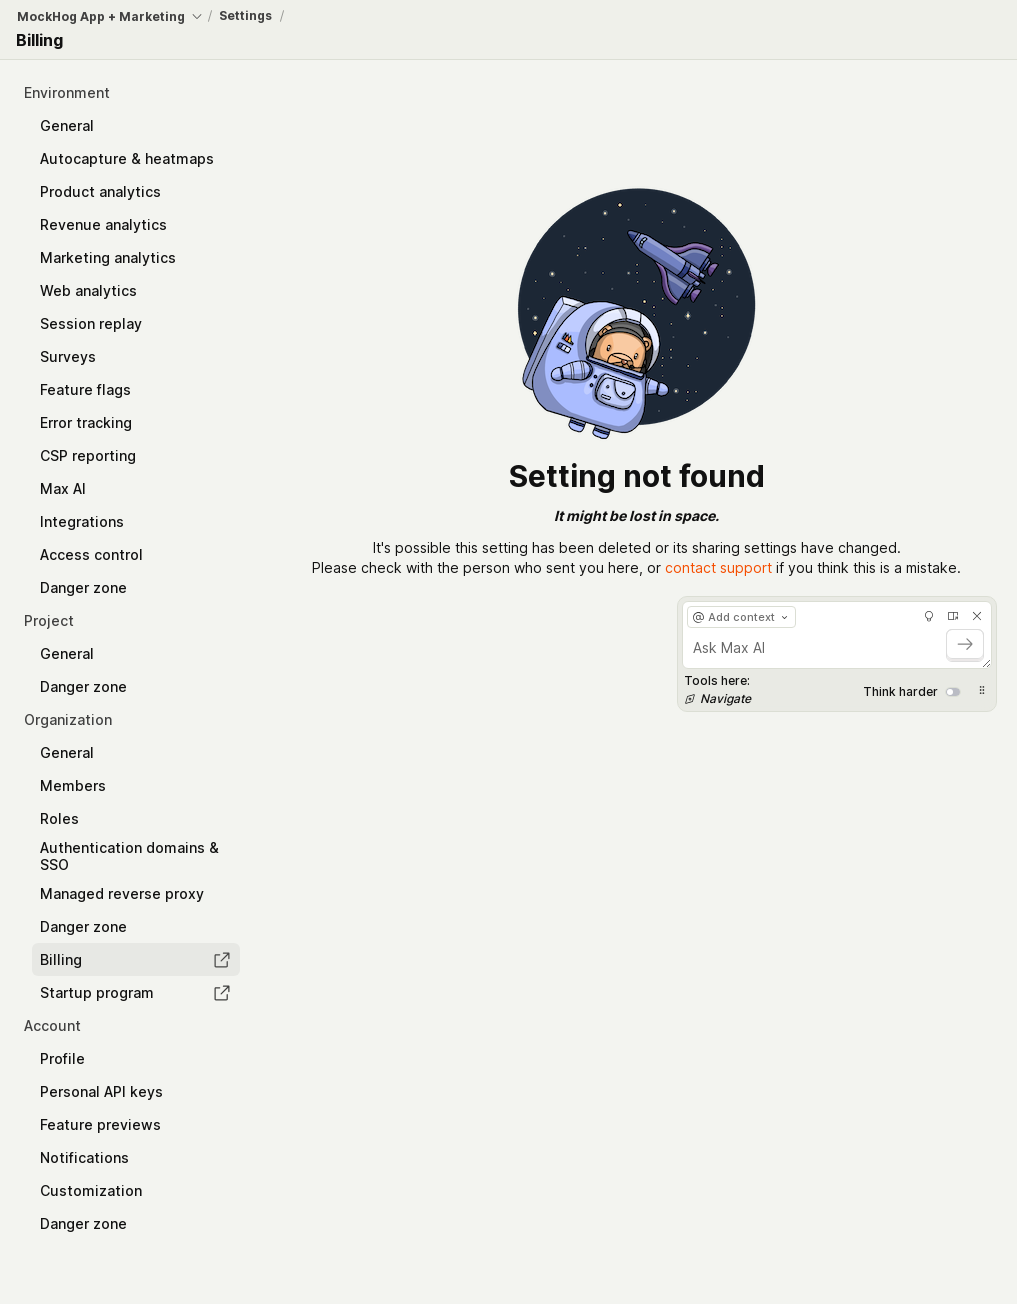 MockHog App + Marketing / Settings /
Billing
Environment
General
Autocapture & heatmaps
Product analytics
Revenue analytics
Marketing analytics
Web analytics
Session replay
Surveys
Feature flags
Error tracking
CSP reporting
Max AI
Integrations
Access control
Danger zone
Project
General
Danger zone
Organization
General
Members
Roles
Authentication domains &
SSO
Managed reverse proxy
Danger zone
Billing
Startup program
Account
Profile
Personal API keys
Feature previews
Notifications
Customization
Danger zone
Setting not found
It might be lost in space.
It's possible this setting has been deleted or its sharing settings have changed.
Please check with the person who sent you here, or contact support if you think this is a mistake.
@ Add context
Ask Max AI
Tools here:
Navigate
Think harder